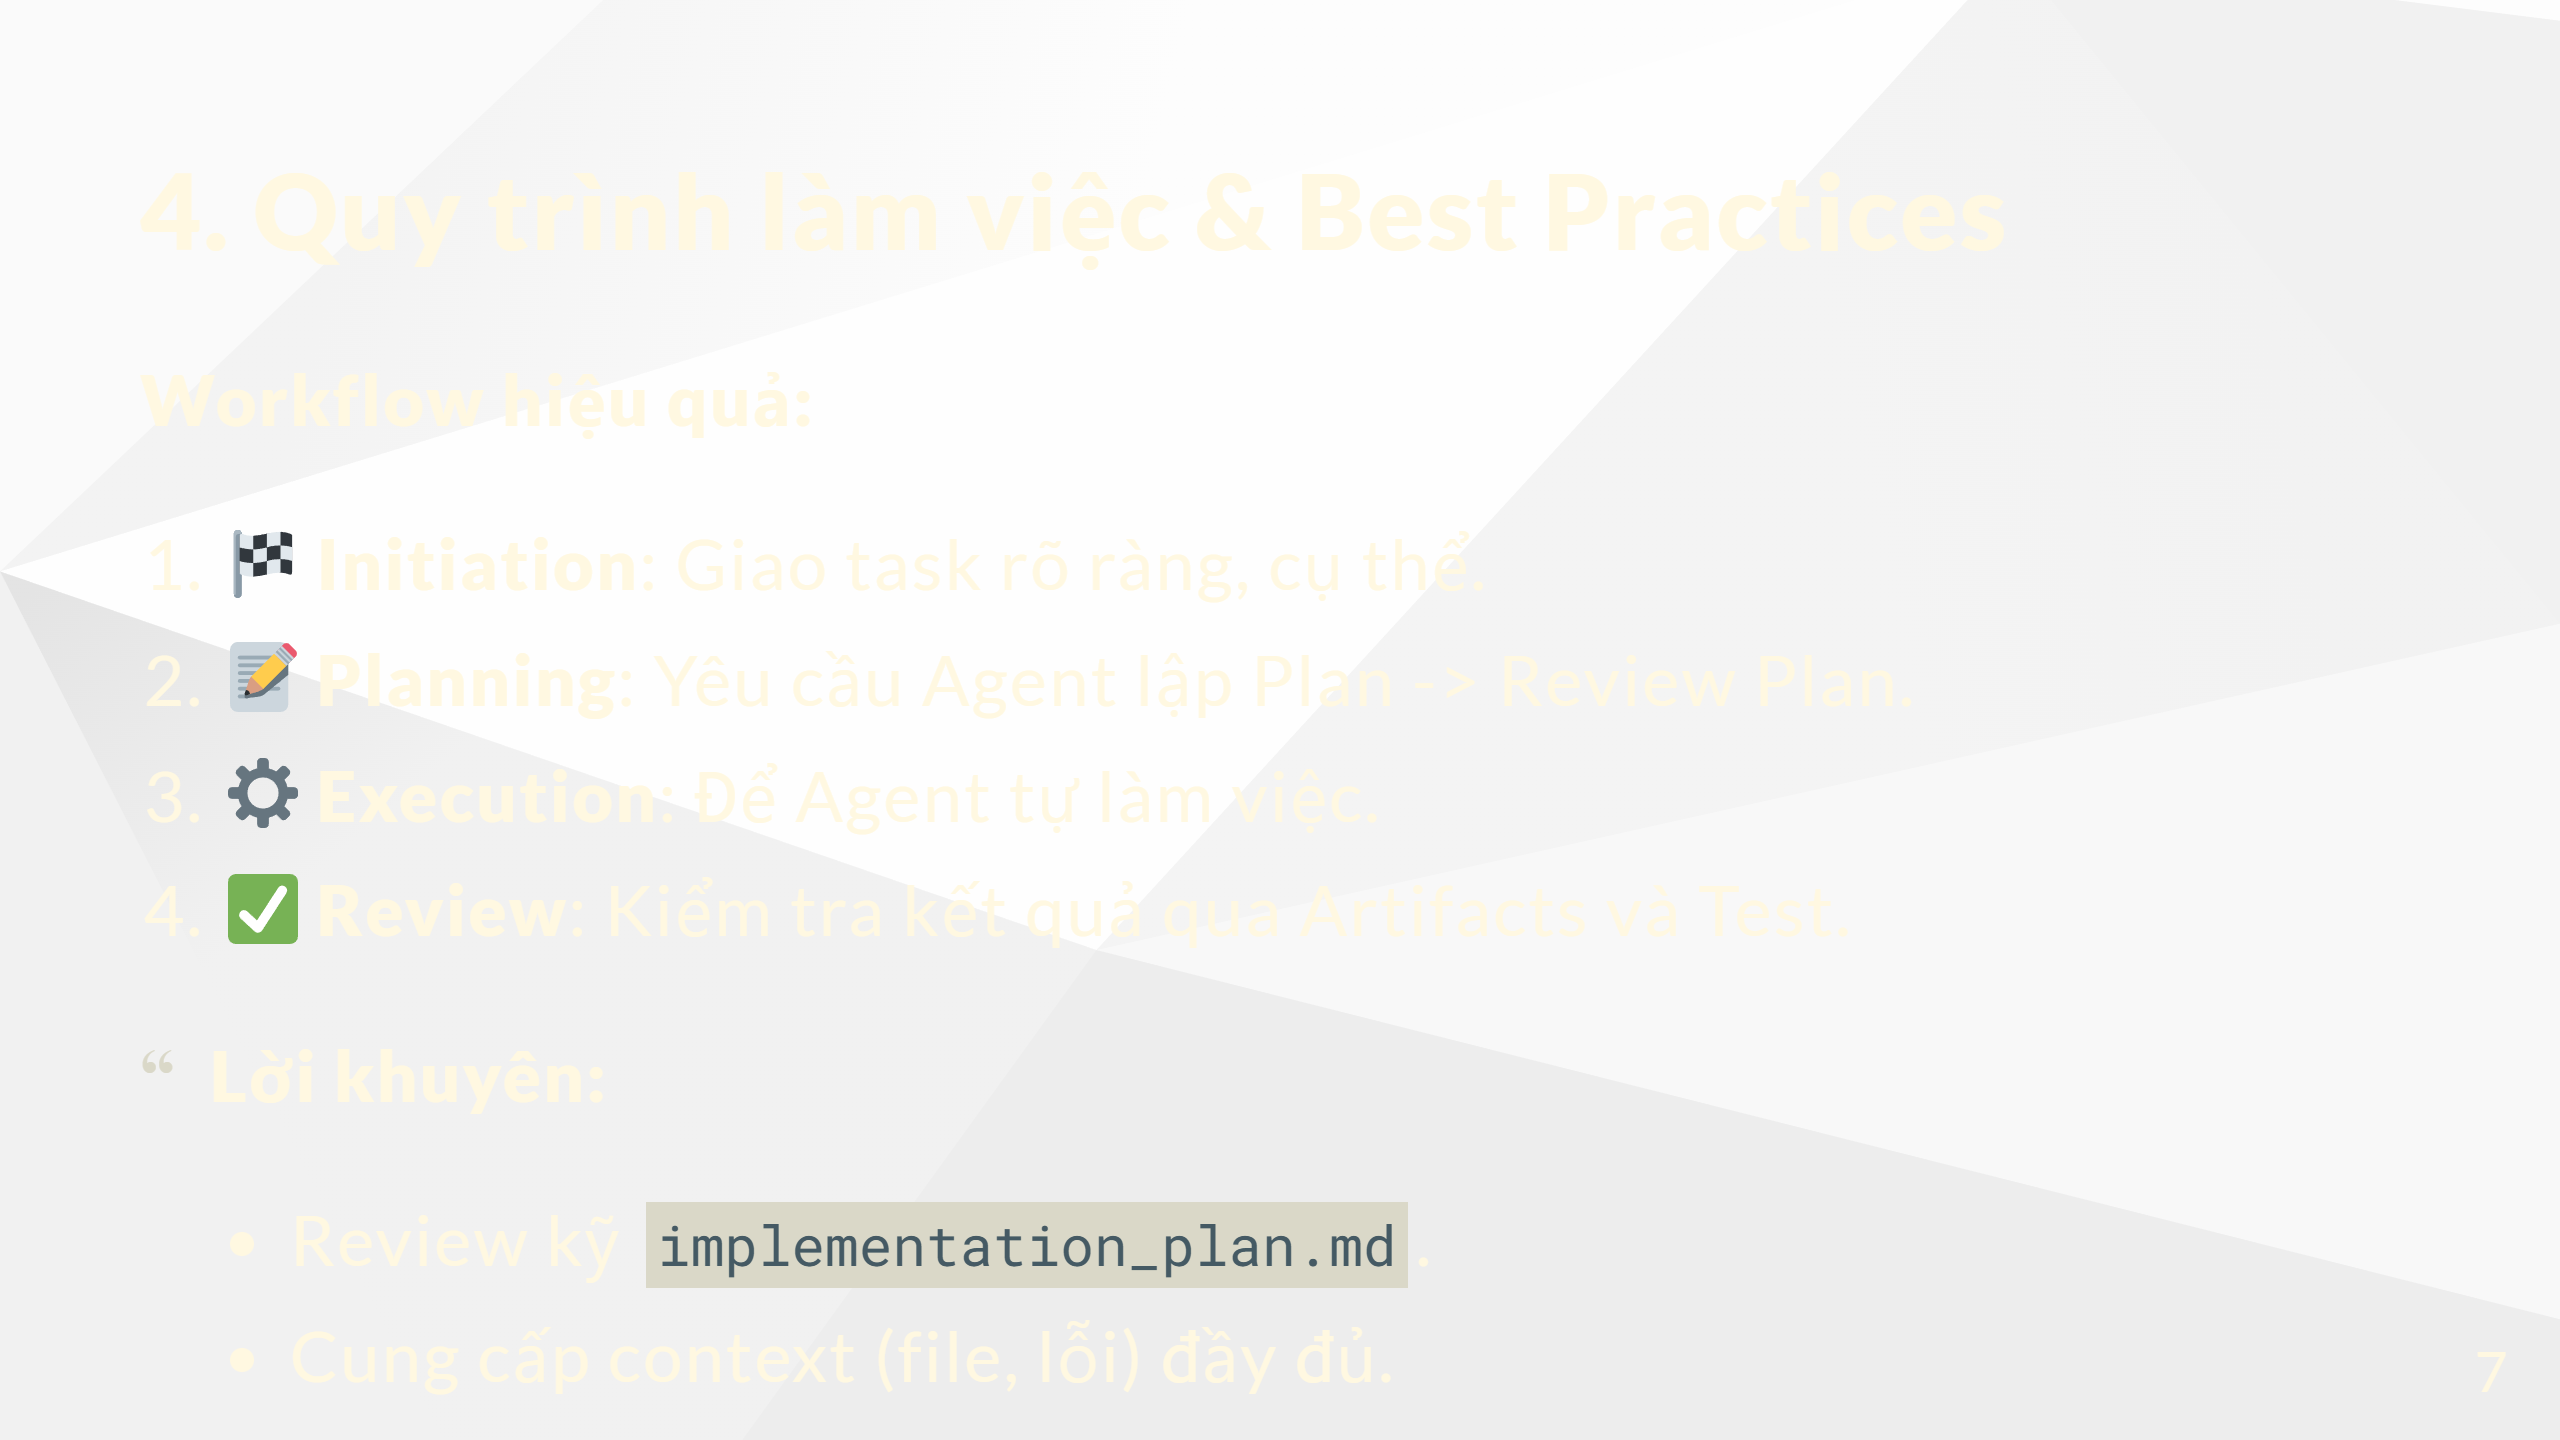 4. Quy trình làm việc & Best Practices
Workflow hiệu quả:
1. 🏁 Initiation: Giao task rõ ràng, cụ thể.
2. 📝 Planning: Yêu cầu Agent lập Plan -> Review Plan.
3. ⚙️ Execution: Để Agent tự làm việc.
4. ✅ Review: Kiểm tra kết quả qua Artifacts và Test.
“ Lời khuyên:
• Review kỹ implementation_plan.md.
• Cung cấp context (file, lỗi) đầy đủ.
7